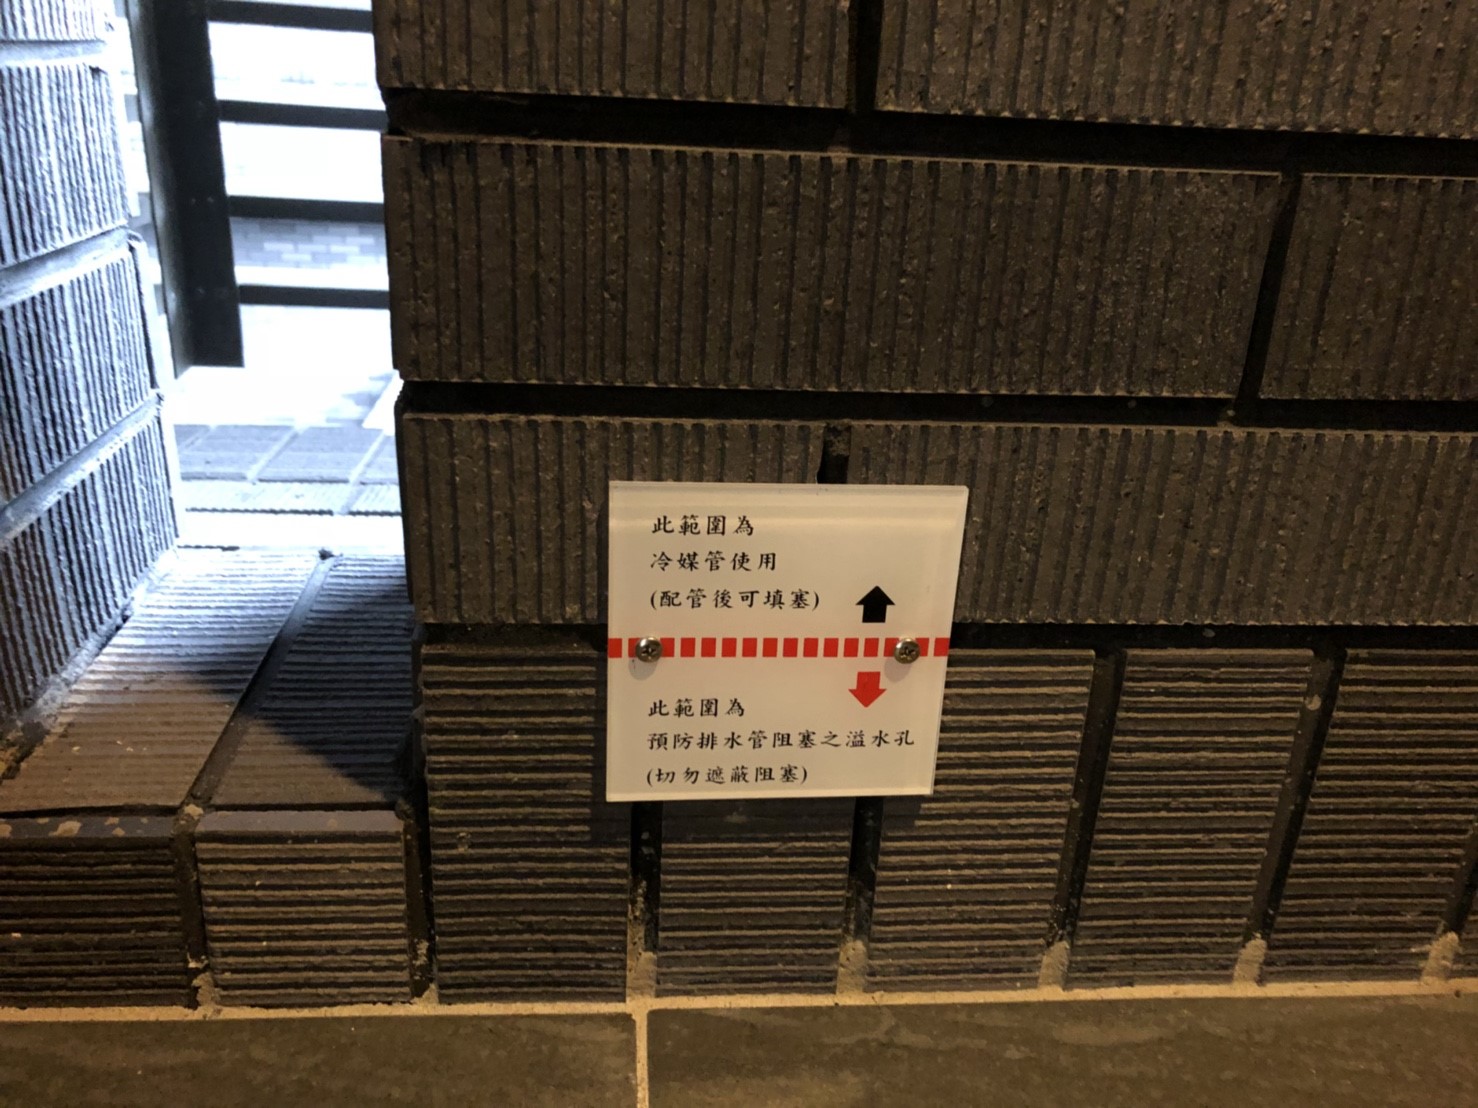 此範圍為
冷媒管使用
(配管後可填塞)
此範圍為
預防排水管阻塞之溢水孔
(切勿遮蔽阻塞)